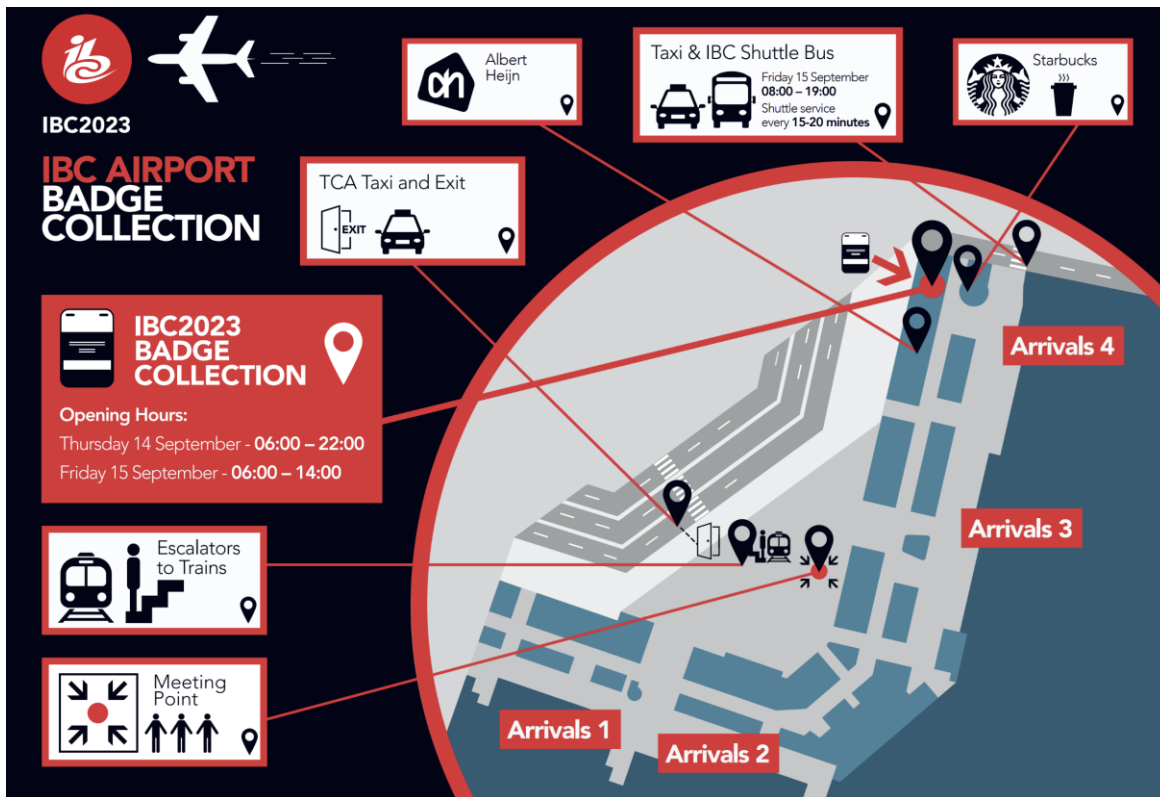 ibc
IBC2023
IBC AIRPORT
BADGE
COLLECTION
Albert
Heijn
Taxi & IBC Shuttle Bus
Friday 15 September
08:00 – 19:00
Shuttle service
every 15-20 minutes
Starbucks
TCA Taxi and Exit
EXIT
IBC2023
BADGE
COLLECTION
Opening Hours:
Thursday 14 September - 06:00 – 22:00
Friday 15 September - 06:00 – 14:00
Escalators
to Trains
Meeting
Point
Arrivals 4
Arrivals 3
Arrivals 1
Arrivals 2